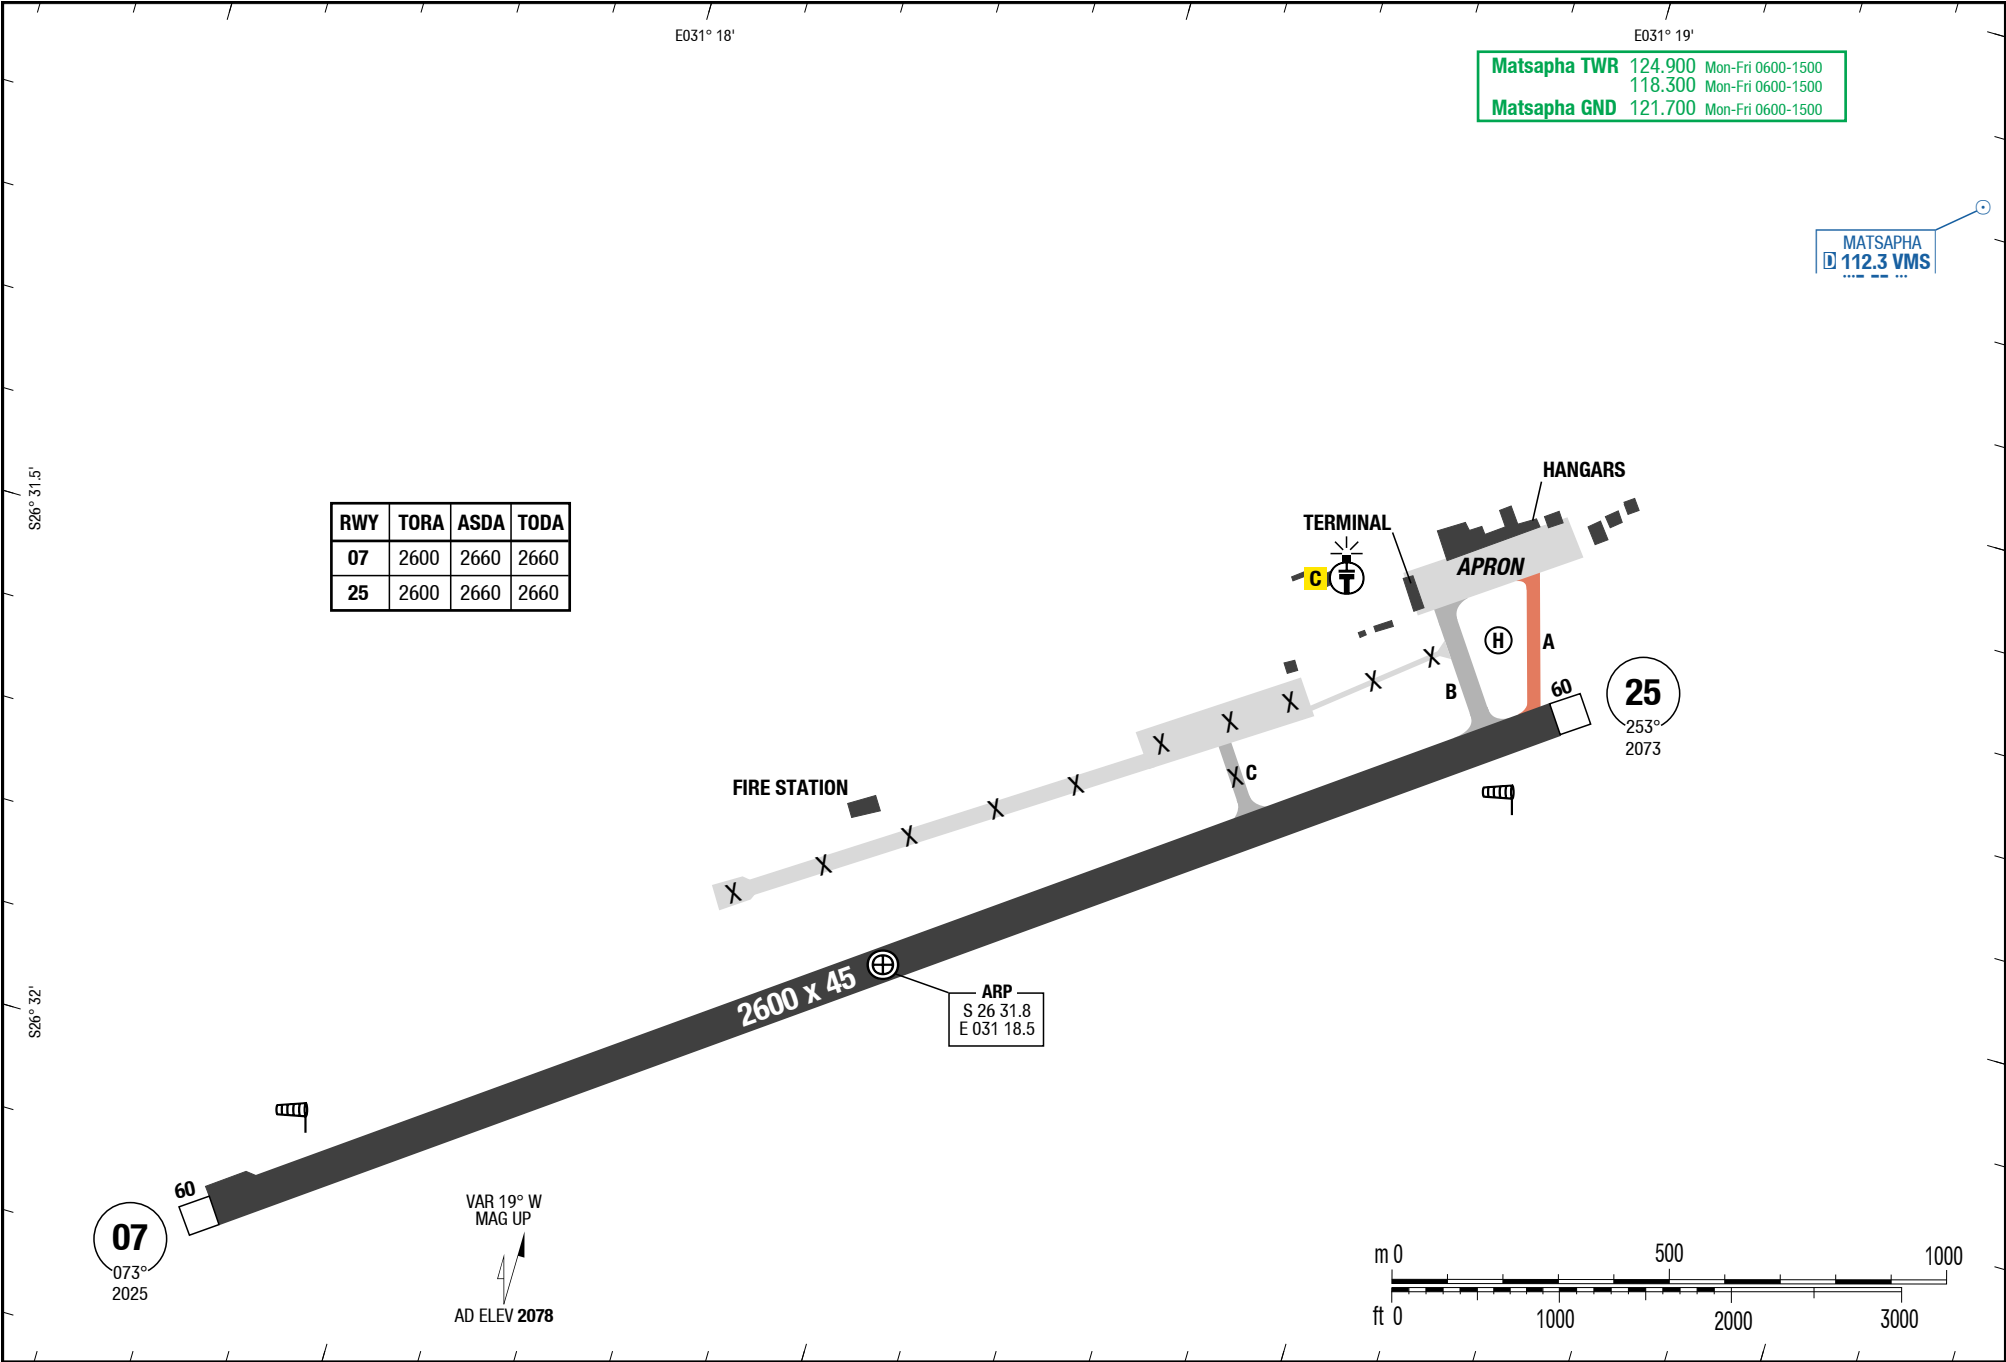 E031° 18'
E031° 19'
Matsapha TWR 124.900 Mon-Fri 0600-1500
118.300 Mon-Fri 0600-1500
Matsapha GND 121.700 Mon-Fri 0600-1500
MATSAPHA
D 112.3 VMS
S26° 31.5'
HANGARS
RWY TORA ASDA TODA
07 2600 2660 2660
25 2600 2660 2660
TERMINAL
APRON
C
H
A
X
X
B
60
25
253°
2073
X
X
X
X
C
X
FIRE STATION
X
X
X
X
2600 x 45
ARP
S 26 31.8
E 031 18.5
S26° 32'
60
07
073°
2025
VAR 19° W
MAG UP
AD ELEV 2078
m 0 500 1000
ft 0 1000 2000 3000